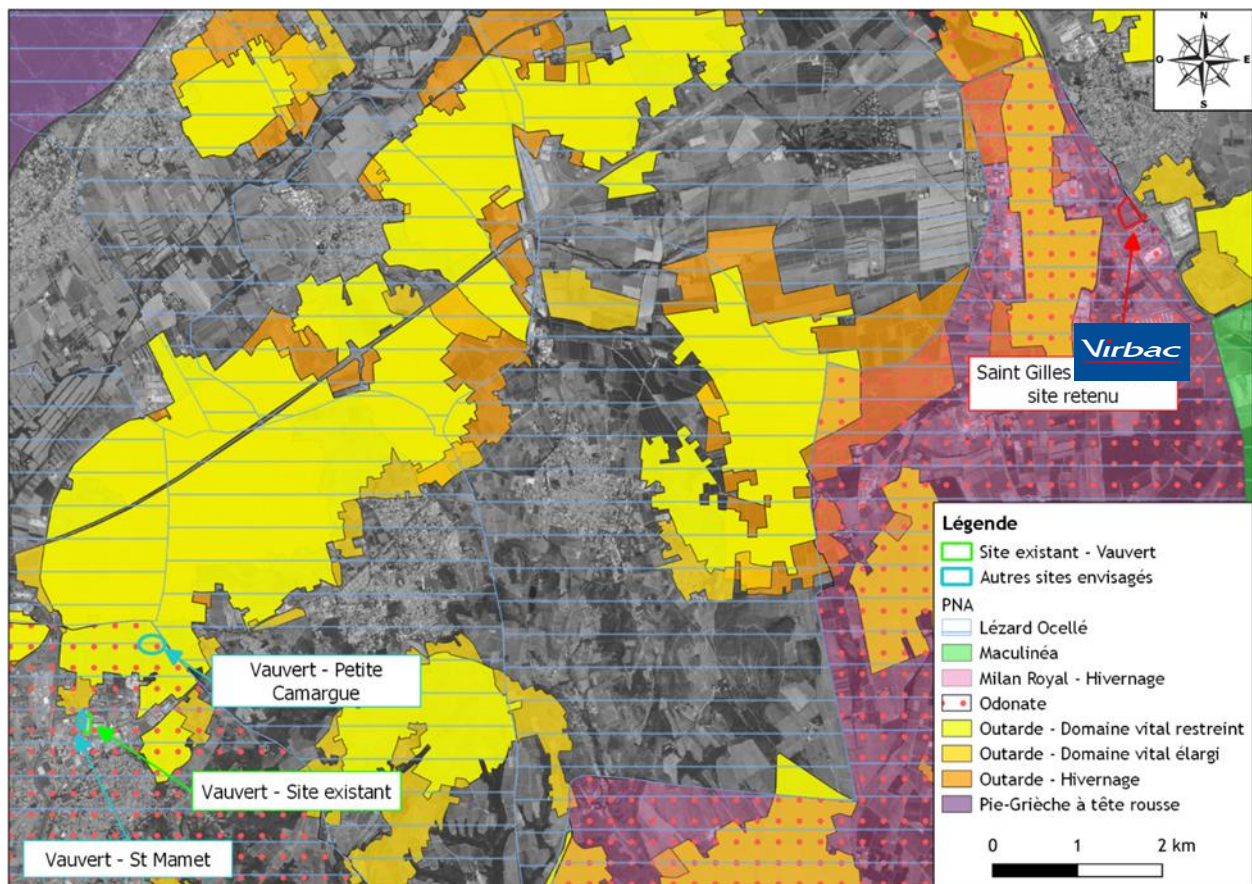 N
O
E
S
Virbac
Saint Gilles
site retenu
Vauvert - Petite
Camargue
Vauvert - Site existant
Vauvert - St Mamet
Légende
Site existant - Vauvert
Autres sites envisagés
PNA
Lézard Ocellé
Maculinéa
Milan Royal - Hivernage
Odonate
Outarde - Domaine vital restreint
Outarde - Domaine vital élargi
Outarde - Hivernage
Pie-Grièche à tête rousse
0 1 2 km